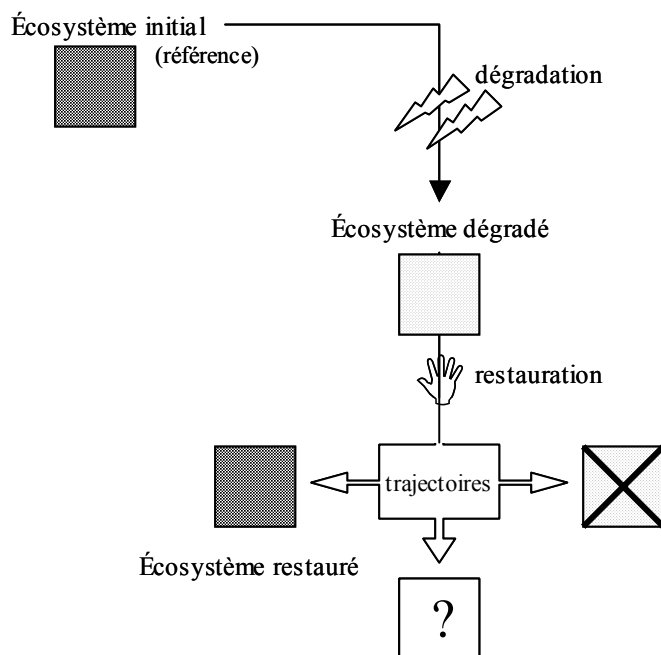 Écosystème initial
(référence)
dégradation
Écosystème dégradé
restauration
trajectoires
Écosystème restauré
?